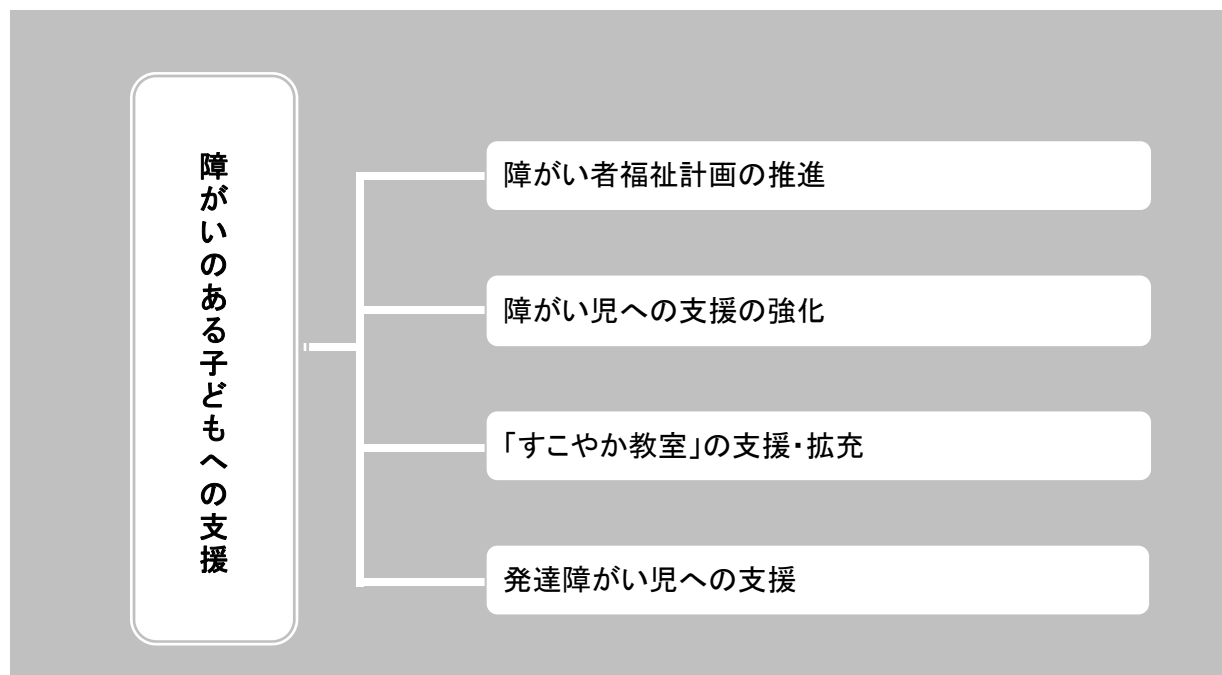 障がいのある子どもへの支援
障がい者福祉計画の推進
障がい児への支援の強化
「すこやか教室」の支援・拡充
発達障がい児への支援